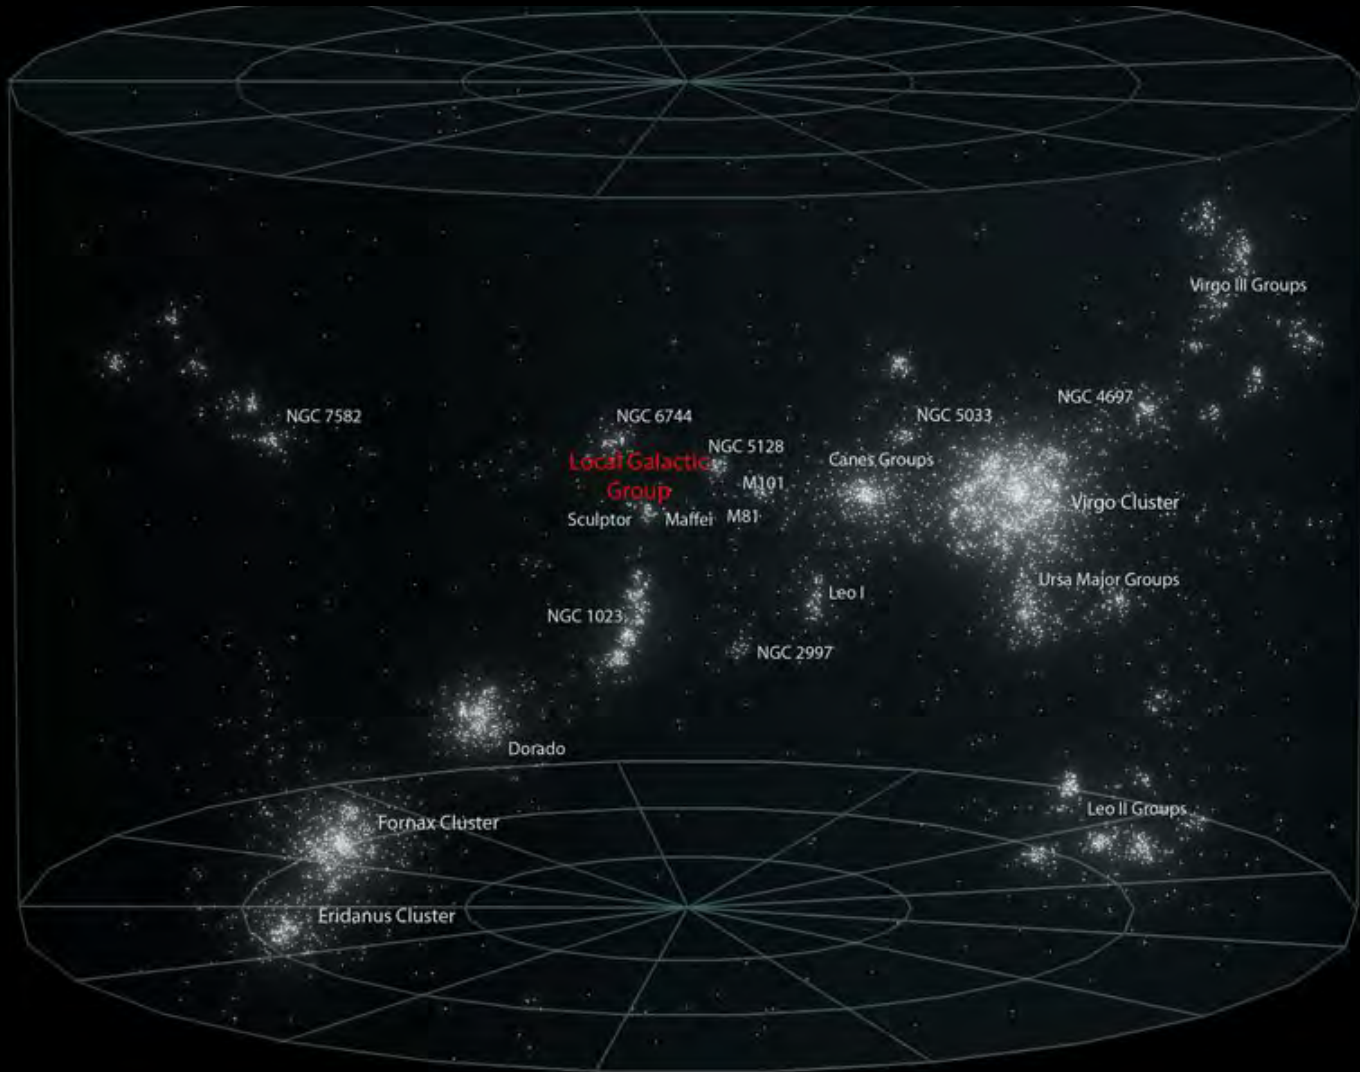 Virgo III Groups
NGC 4697
NGC 7582
NGC 6744
NGC 5033
NGC 5128
Canes Groups
Local Galactic
Group
M101
Virgo Cluster
Sculptor
Maffei
M81
Ursa Major Groups
Leo I
NGC 1023
NGC 2997
Dorado
Leo II Groups
Fornax Cluster
Eridanus Cluster